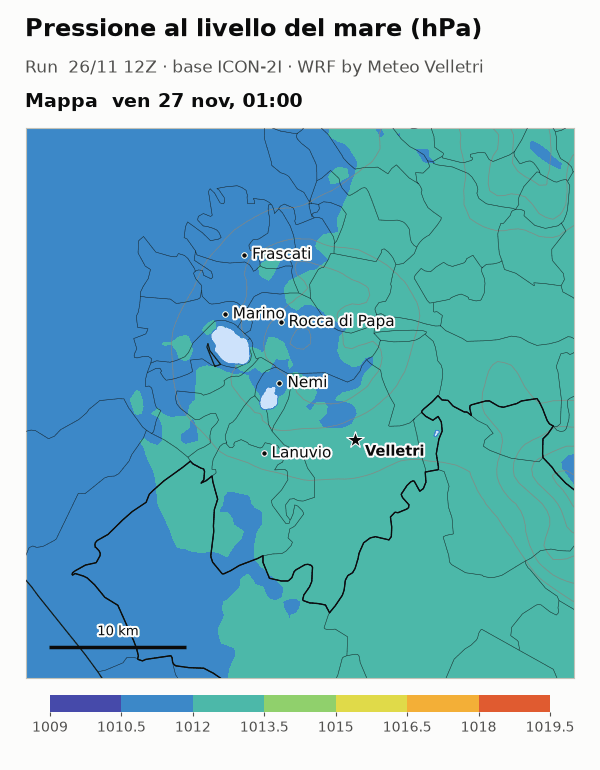 Pressione al livello del mare (hPa)
Run  26/11 12Z · base ICON-2I · WRF by Meteo Velletri
Mappa  ven 27 nov, 01:00
Frascati
Marino
Rocca di Papa
Nemi
Velletri
Lanuvio
10 km
1009 1010.5 1012 1013.5 1015 1016.5 1018 1019.5